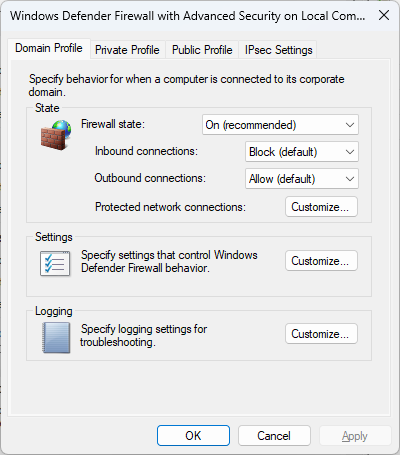 Windows Defender Firewall with Advanced Security on Local Com...
Domain Profile Private Profile Public Profile IPsec Settings
Specify behavior for when a computer is connected to its corporate
domain.
State
Firewall state: On (recommended)
Inbound connections: Block (default)
Outbound connections: Allow (default)
Protected network connections: Customize...
Settings
Specify settings that control Windows
Defender Firewall behavior.
Customize...
Logging
Specify logging settings for
troubleshooting.
Customize...
OK Cancel Apply